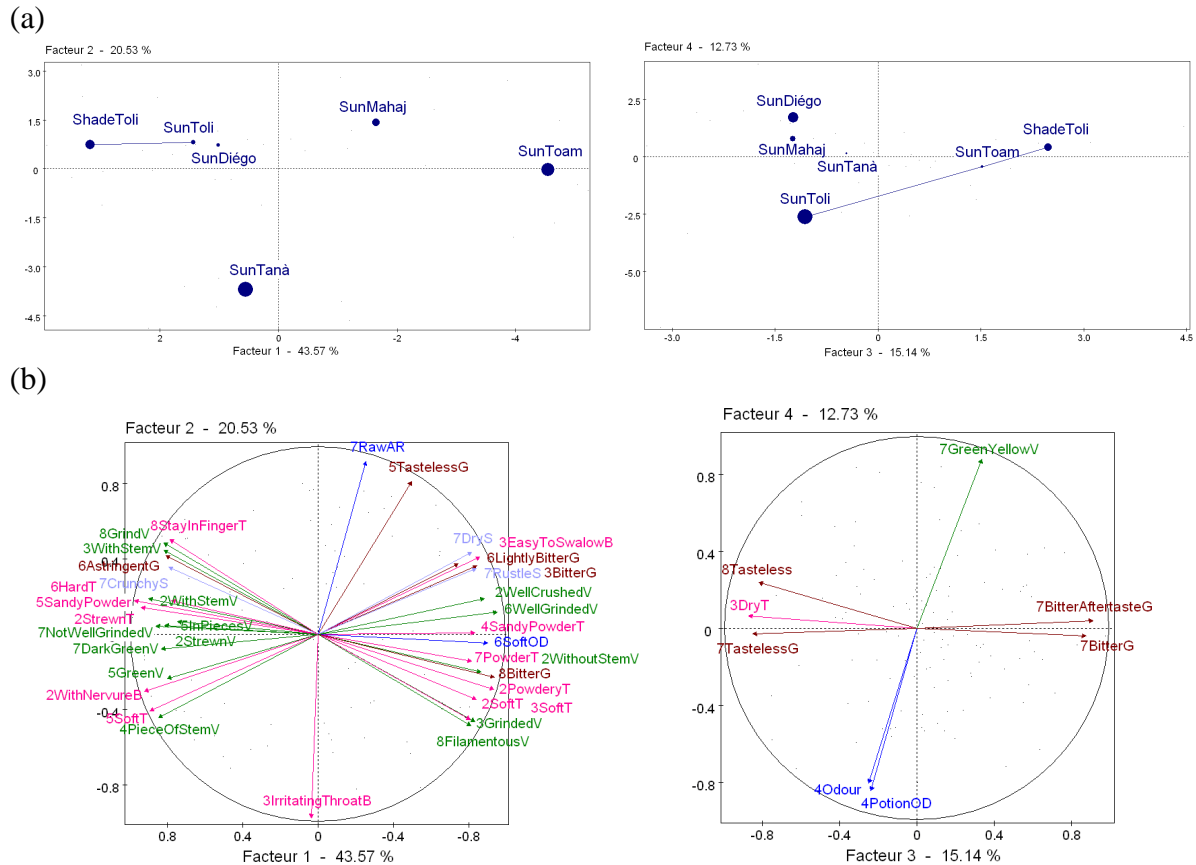 (a)
Facteur 2 - 20.53 %
3.0
1.5
0
-1.5
-3.0
-4.5
ShadeToli
SunToli
SunDiégo
SunMahaj
SunToam
SunTanà
2
0
-2
-4
Facteur 1 - 43.57 %
Facteur 4 - 12.73 %
2.5
0
-2.5
-5.0
SunDiégo
SunMahaj
SunTanà
SunToam
ShadeToli
SunToli
-3.0
-1.5
0
1.5
3.0
4.5
Facteur 3 - 15.14 %
(b)
Facteur 2 - 20.53 %
0.8
0.4
0
-0.4
-0.8
7RawAR
5TastelessG
8StayInFingerT
8GrindV
3WithStemV
6AstringentG
7CrunchyS
6HardT
2WithStemV
5SandyPowder
2StrewnT
5InPiecesV
7NotWellGrindedV
2StrewnV
7DarkGreenV
5GreenV
2WithNervureB
5SoftT
4PieceOfStemV
7DryS
3EasyToSwalowB
6LightlyBitterG
7RustleS
3BitterG
2WellCrushedV
6WellGrindedV
4SandyPowderT
6SoftOD
7PowderT
2WithoutStemV
8BitterG
2PowderyT
2SoftT
3SoftT
3GrindedV
8FilamentousV
3IrritatingThroatB
0.8
0.4
0
-0.4
-0.8
Facteur 1 - 43.57 %
Facteur 4 - 12.73 %
0.8
0.4
0
-0.4
-0.8
7GreenYellowV
8Tasteless
3DryT
7TastelessG
7BitterAftertasteG
7BitterG
4Odour
4PotionOD
-0.8
-0.4
0
0.4
0.8
Facteur 3 - 15.14 %